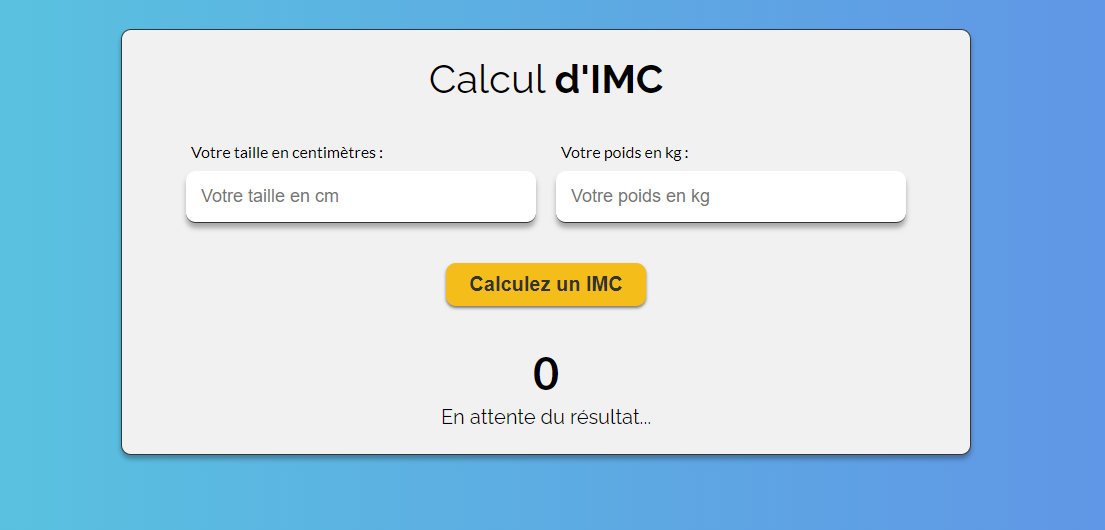 Calcul d'IMC
Votre taille en centimètres :
Votre poids en kg :
Votre taille en cm
Votre poids en kg
Calculez un IMC
0
En attente du résultat...